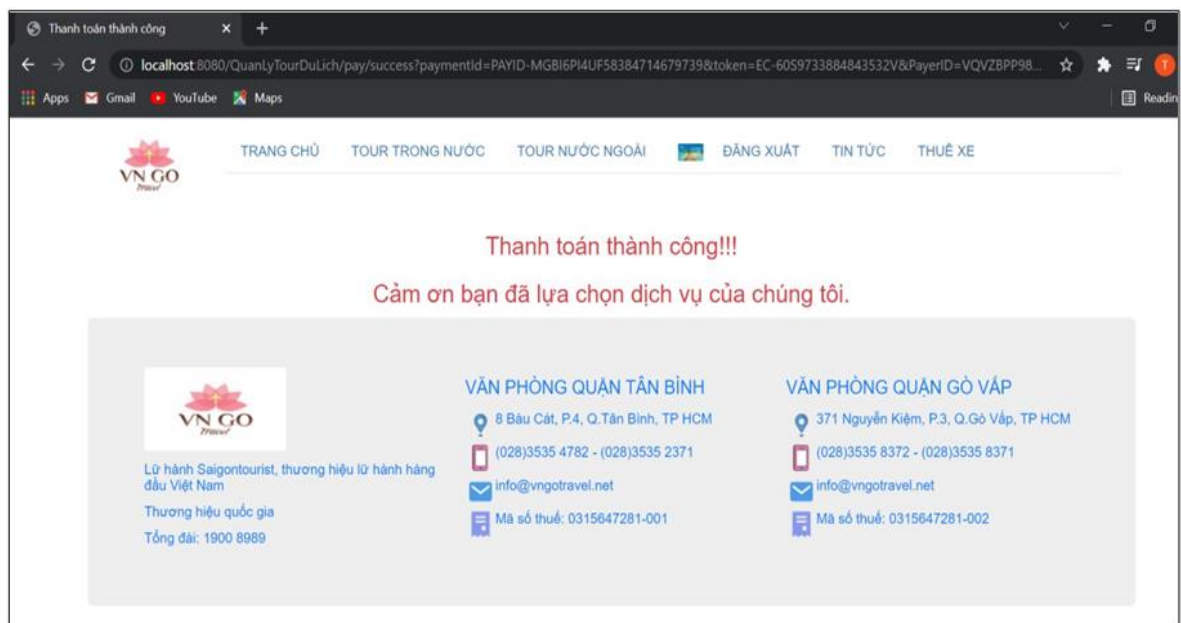 Thanh toán thành công
localhost:8080/QuanLyTourDuLich/pay/success?paymentId=PAYID-MGBI6PI4UF58384714679739&token=EC-60S9733884843532V&PayerID=VQVZBPP98...
T
Apps Gmail YouTube Maps Readin
VN GO
Travel
TRANG CHỦ TOUR TRONG NƯỚC TOUR NƯỚC NGOÀI ĐĂNG XUẤT TIN TỨC THUÊ XE
Thanh toán thành công!!!
Cảm ơn bạn đã lựa chọn dịch vụ của chúng tôi.
VN GO
Travel
Lữ hành Saigontourist, thương hiệu lữ hành hàng
đầu Việt Nam
Thương hiệu quốc gia
Tổng đài: 1900 8989
VĂN PHÒNG QUẬN TÂN BÌNH
8 Bàu Cát, P.4, Q.Tân Bình, TP HCM
(028)3535 4782 - (028)3535 2371
info@vngotravel.net
Mã số thuế: 0315647281-001
VĂN PHÒNG QUẬN GÒ VẤP
371 Nguyễn Kiệm, P.3, Q.Gò Vấp, TP HCM
(028)3535 8372 - (028)3535 8371
info@vngotravel.net
Mã số thuế: 0315647281-002